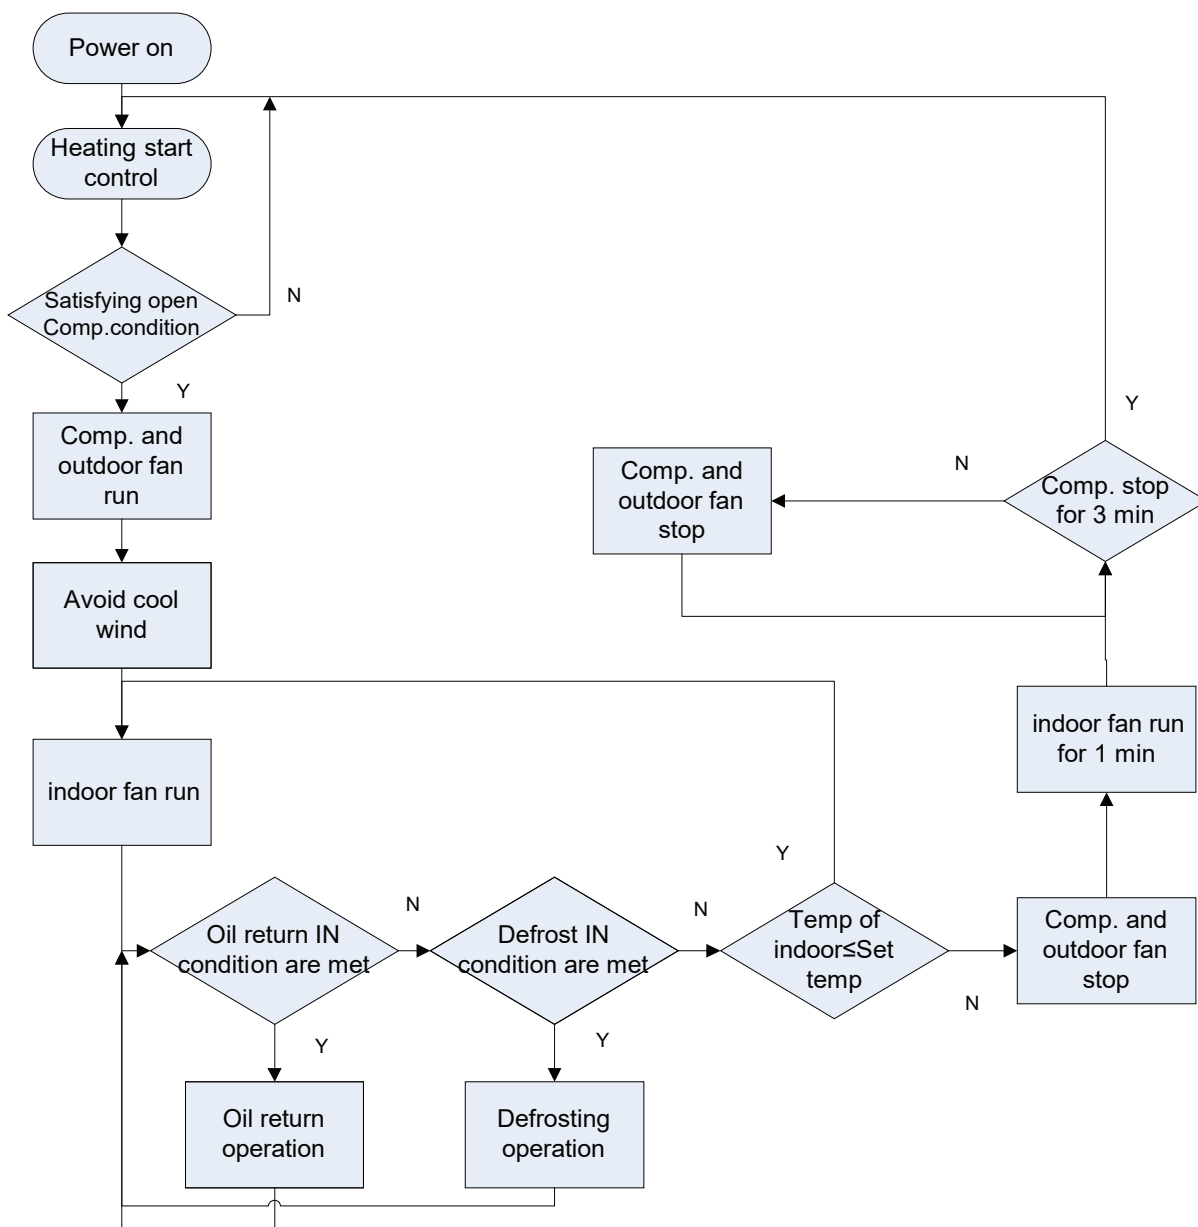 Power on
Heating start
control
Satisfying open
Comp.condition
N
Y
Comp. and
outdoor fan
run
Avoid cool
wind
indoor fan run
Oil return IN
condition are met
N
Y
Oil return
operation
Defrost IN
condition are met
N
Y
Defrosting
operation
Temp of
indoor≤Set
temp
Y
N
Comp. and
outdoor fan
stop
indoor fan run
for 1 min
Comp. stop
for 3 min
Y
N
Comp. and
outdoor fan
stop